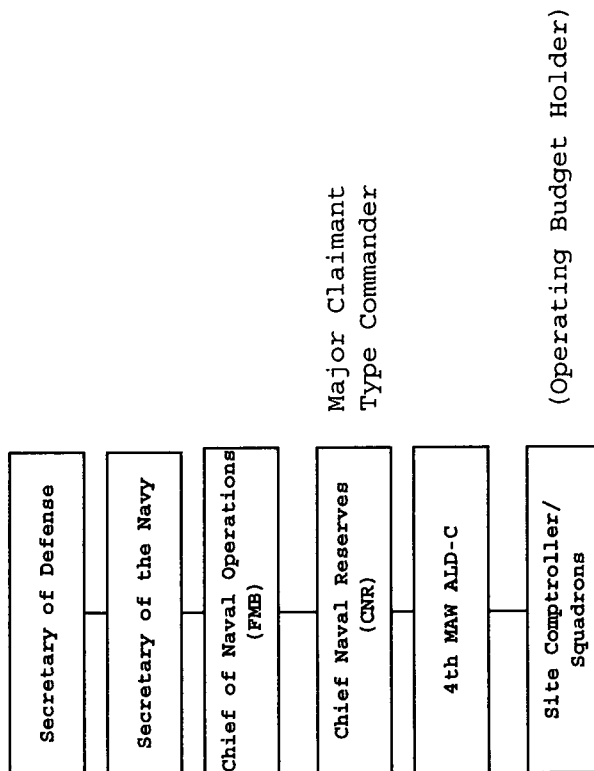 Secretary of Defense
Secretary of the Navy
Chief of Naval Operations
(FMB)
Chief Naval Reserves
(CNR)
Major Claimant
Type Commander
4th MAW ALD-C
Site Comptroller/
Squadrons
(Operating Budget Holder)